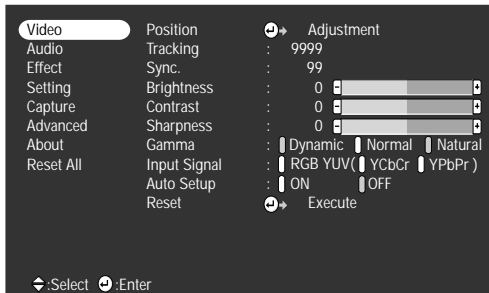 Video Position Adjustment
Audio Tracking : 9999
Effect Sync. : 99
Setting Brightness : 0 - +
Capture Contrast : 0 - +
Advanced Sharpness : 0 - +
About Gamma : Dynamic Normal Natural
Reset All Input Signal : RGB YUV( YCbCr YPbPr )
Auto Setup : ON OFF
Reset Execute
:Select :Enter